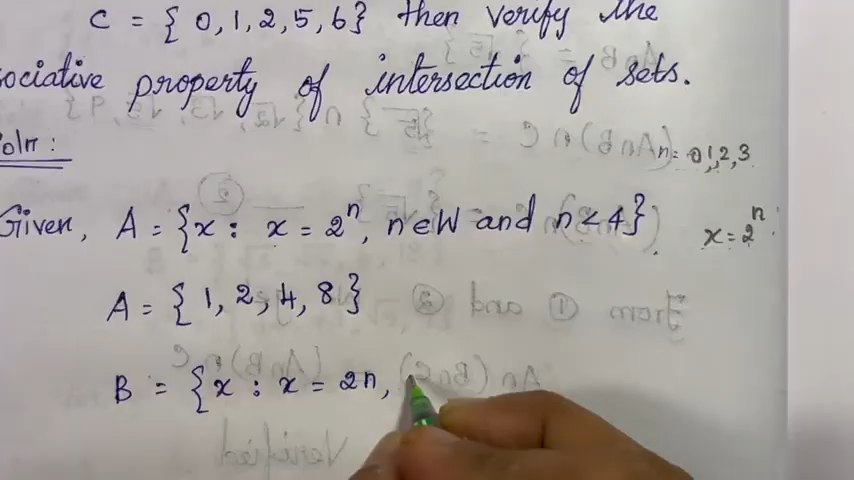 C = { 0, 1, 2, 5, 6} then verify the
sociative property of intersection of sets.
Soln :
n = 0,1,2,3
Given, A = {x : x = 2ⁿ, n ∈ W and n < 4}
x = 2ⁿ
A = { 1, 2, 4, 8 }
B = {x : x = 2n,